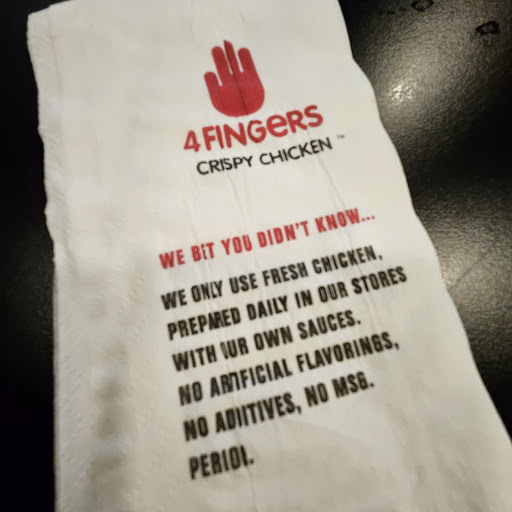 4FINGERS
CRISPY CHICKEN ™
WE BET YOU DIDN'T KNOW...
WE ONLY USE FRESH CHICKEN,
PREPARED DAILY IN OUR STORES
WITH OUR OWN SAUCES.
NO ARTIFICIAL FLAVORINGS,
NO ADDITIVES, NO MSG.
PERIOD.